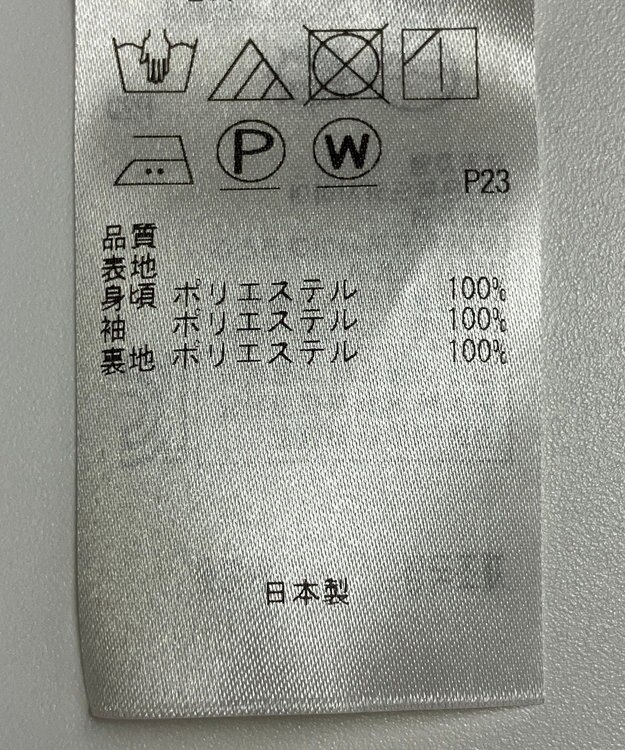 P W P23
品質
表地
身頃 ポリエステル 100%
袖 ポリエステル 100%
裏地 ポリエステル 100%
日本製